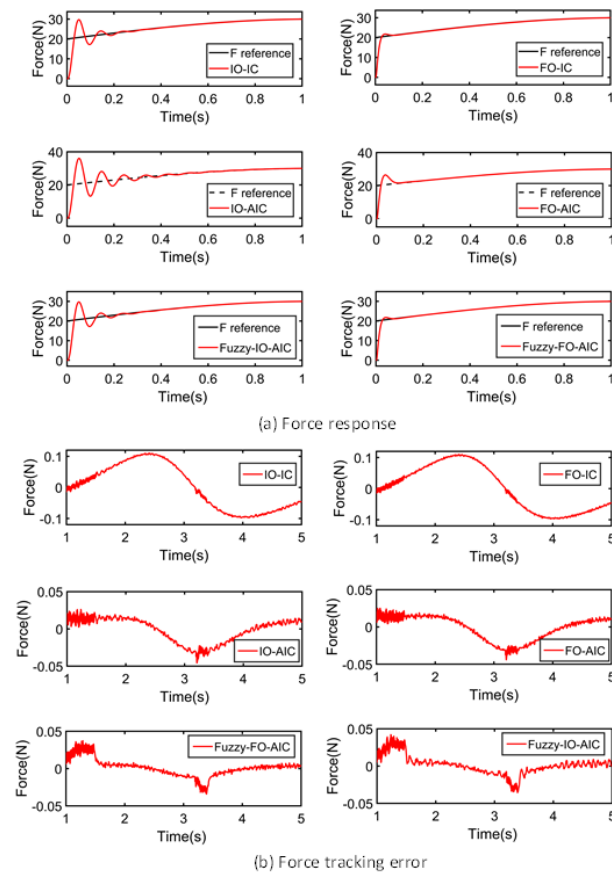 Force(N)
30
20
10
0
F reference
IO-IC
0 0.2 0.4 0.6 0.8 1
Time(s)
Force(N)
30
20
10
0
F reference
FO-IC
0 0.2 0.4 0.6 0.8 1
Time(s)
Force(N)
40
20
0
F reference
IO-AIC
0 0.2 0.4 0.6 0.8 1
Time(s)
Force(N)
40
20
0
F reference
FO-AIC
0 0.2 0.4 0.6 0.8 1
Time(s)
Force(N)
30
20
10
0
F reference
Fuzzy-IO-AIC
0 0.2 0.4 0.6 0.8 1
Time(s)
Force(N)
30
20
10
0
F reference
Fuzzy-FO-AIC
0 0.2 0.4 0.6 0.8 1
Time(s)
(a) Force response
Force(N)
0.1
0
-0.1
IO-IC
1 2 3 4 5
Time(s)
Force(N)
0.1
0
-0.1
FO-IC
1 2 3 4 5
Time(s)
Force(N)
0.05
0
-0.05
IO-AIC
1 2 3 4 5
Time(s)
Force(N)
0.05
0
-0.05
FO-AIC
1 2 3 4 5
Time(s)
Force(N)
0.05
0
-0.05
Fuzzy-FO-AIC
1 2 3 4 5
Time(s)
Force(N)
0.05
0
-0.05
Fuzzy-IO-AIC
1 2 3 4 5
Time(s)
(b) Force tracking error